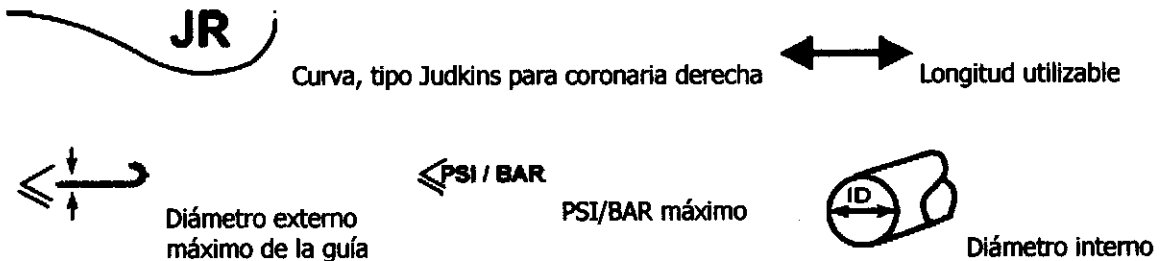 JR
Curva, tipo Judkins para coronaria derecha
Longitud utilizable
Diámetro externo
máximo de la guía
≤PSI / BAR
PSI/BAR máximo
ID
Diámetro interno